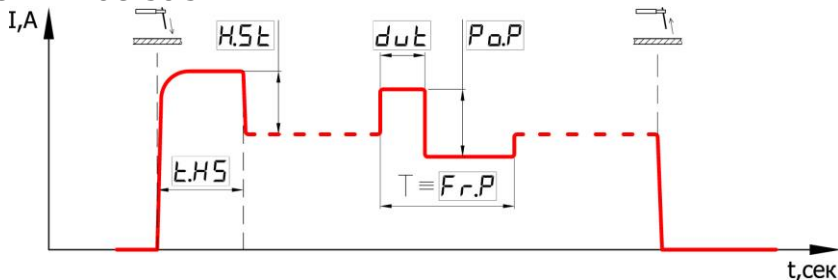 I,A
H.St
dut
Po.P
t.HS
T ≡ Fr.P
t,сек